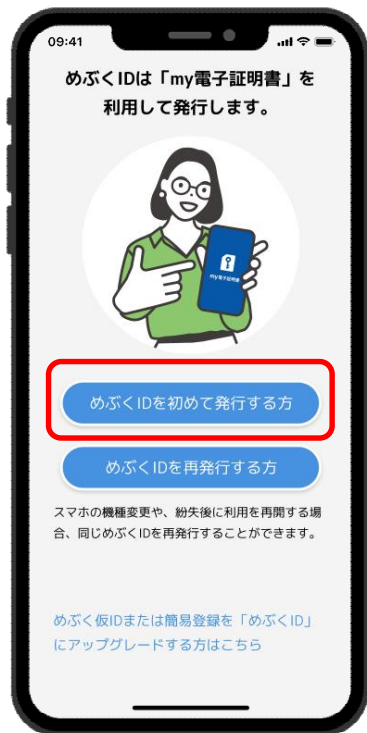 09:41
めぶくIDは「my電子証明書」を
利用して発行します。
my電子証明書
めぶくIDを初めて発行する方
めぶくIDを再発行する方
スマホの機種変更や、紛失後に利用を再開する場
合、同じめぶくIDを再発行することができます。
めぶく仮IDまたは簡易登録を「めぶくID」
にアップグレードする方はこちら